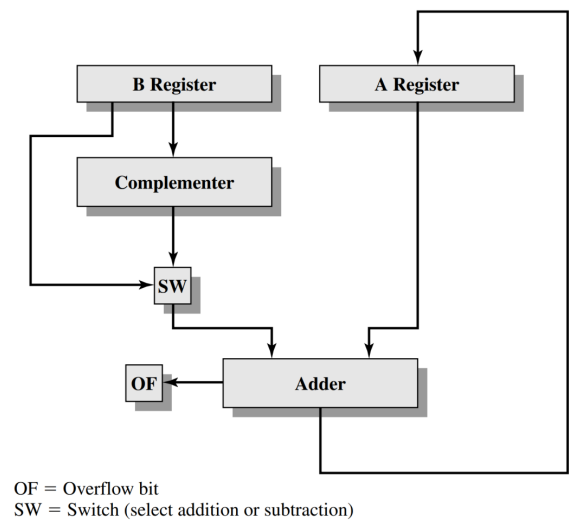 B Register
A Register
Complementer
SW
OF
Adder
OF = Overflow bit
SW = Switch (select addition or subtraction)